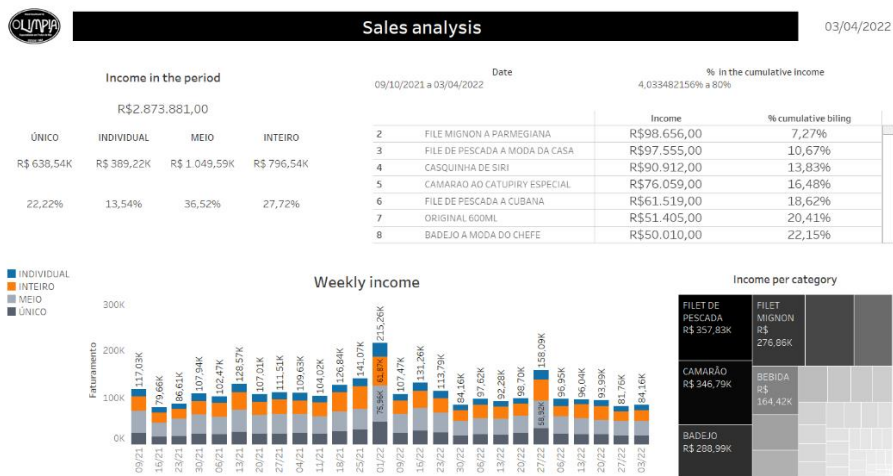 OLIMPIA
Sales analysis
03/04/2022
Income in the period
R$2.873.881,00
ÚNICO INDIVIDUAL MEIO INTEIRO
R$ 638,54K R$ 389,22K R$ 1.049,59K R$ 796,54K
22,22% 13,54% 36,52% 27,72%
Date
09/10/2021 a 03/04/2022
% in the cumulative Income
4,033482156% a 80%
Income % cumulative biling
2 FILE MIGNON A PARMEGIANA R$98.656,00 7,27%
3 FILE DE PESCADA A MODA DA CASA R$97.555,00 10,67%
4 CASQUINHA DE SIRI R$90.912,00 13,83%
5 CAMARAO AO CATUPIRY ESPECIAL R$76.059,00 16,48%
6 FILE DE PESCADA A CUBANA R$61.519,00 18,62%
7 ORIGINAL 600ML R$51.405,00 20,41%
8 BADEJO A MODA DO CHEFE R$50.010,00 22,15%
INDIVIDUAL
INTEIRO
MEIO
ÚNICO
Weekly income
Faturamento
300K
200K
100K
0K
117,03K 79,66K 86,61K 107,94K 102,47K 128,57K 107,01K 111,51K 109,63K 104,02K 126,84K 141,07K 215,26K 107,47K 131,26K 113,79K 84,16K 97,62K 92,28K 98,70K 158,09K 96,95K 96,04K 93,99K 81,76K 84,16K
61,87K
76,96K
58,92K
09/21 16/21 23/21 30/21 06/21 13/21 20/21 27/21 04/21 11/21 18/21 25/21 01/22 09/22 16/22 23/22 30/22 06/22 13/22 20/22 27/22 06/22 13/22 20/22 27/22 03/22
Income per category
FILET DE
PESCADA
R$ 357,83K
FILET
MIGNON
R$
276,86K
CAMARÃO
R$ 346,79K
BEBIDA
R$
164,42K
BADEJO
R$ 288,99K